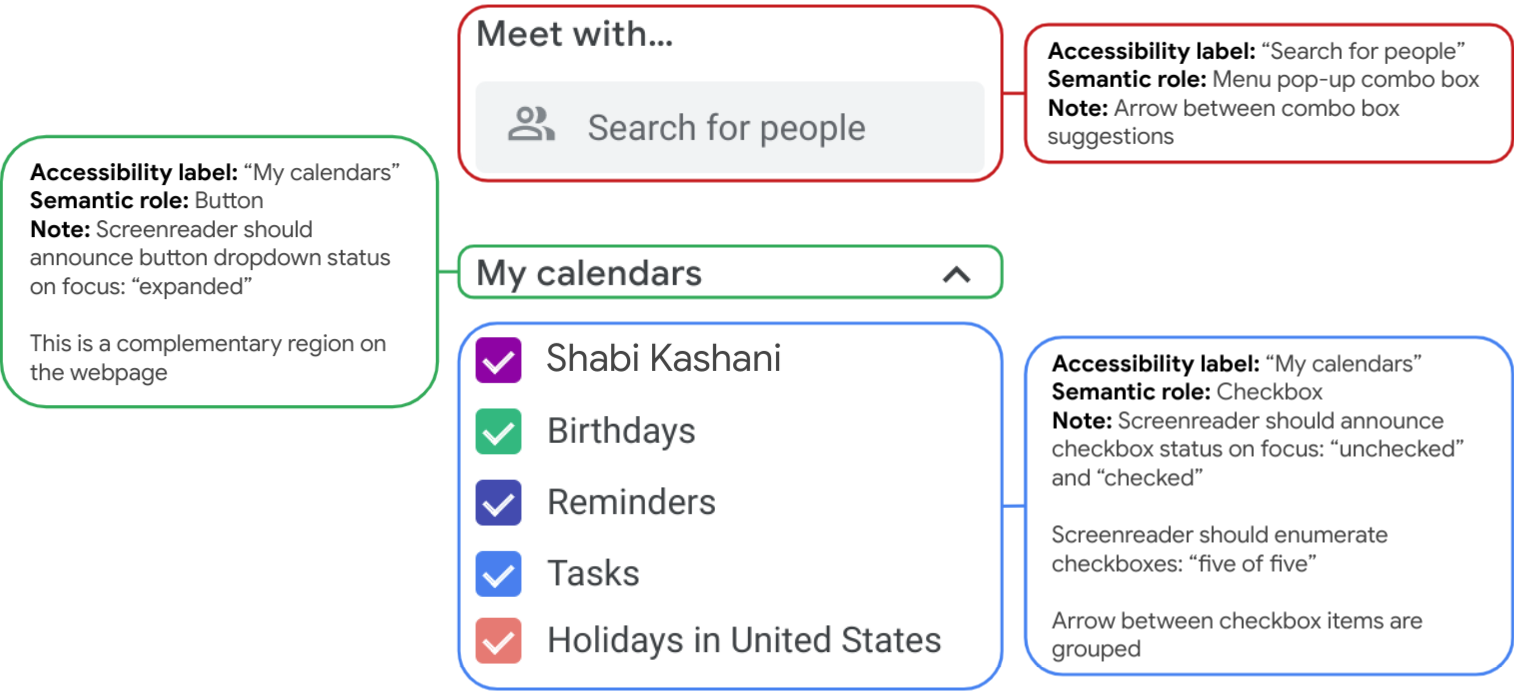 Meet with...
Search for people
Accessibility label: “Search for people”
Semantic role: Menu pop-up combo box
Note: Arrow between combo box
suggestions
Accessibility label: “My calendars”
Semantic role: Button
Note: Screenreader should
announce button dropdown status
on focus: “expanded”
This is a complementary region on
the webpage
My calendars
Shabi Kashani
Birthdays
Reminders
Tasks
Holidays in United States
Accessibility label: “My calendars”
Semantic role: Checkbox
Note: Screenreader should announce
checkbox status on focus: “unchecked”
and “checked”
Screenreader should enumerate
checkboxes: “five of five”
Arrow between checkbox items are
grouped